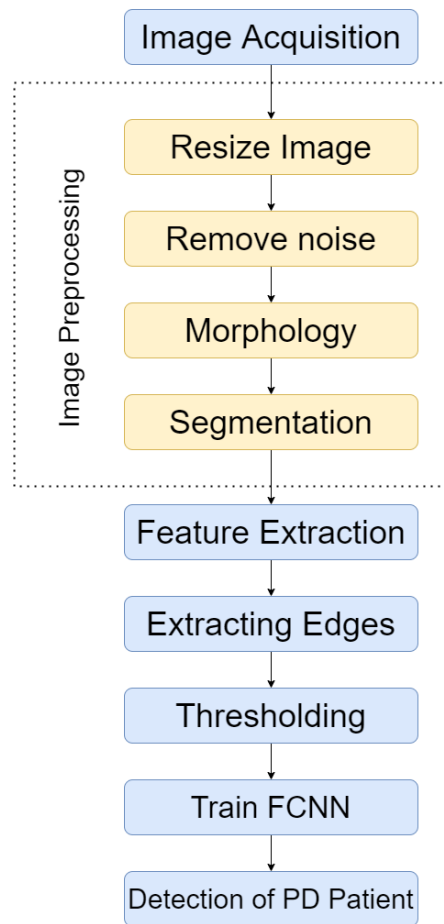 Image Acquisition
Image Preprocessing
Resize Image
Remove noise
Morphology
Segmentation
Feature Extraction
Extracting Edges
Thresholding
Train FCNN
Detection of PD Patient